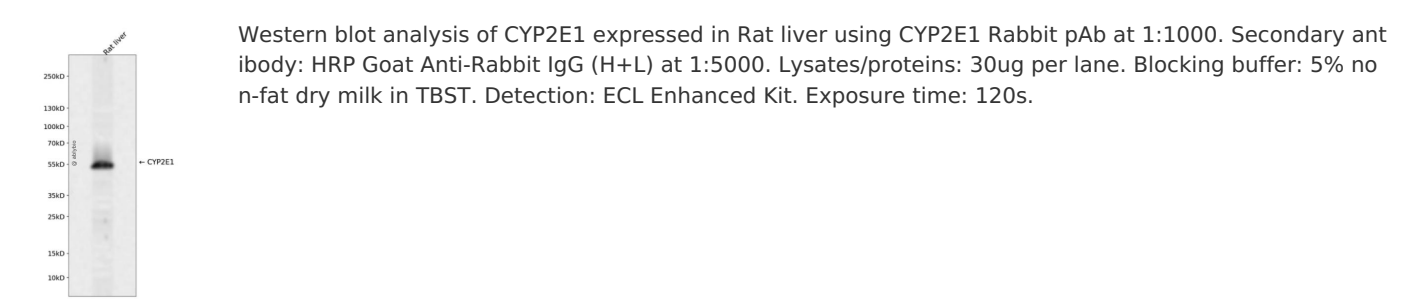 Rat liver
Western blot analysis of CYP2E1 expressed in Rat liver using CYP2E1 Rabbit pAb at 1:1000. Secondary ant
ibody: HRP Goat Anti-Rabbit IgG (H+L) at 1:5000. Lysates/proteins: 30ug per lane. Blocking buffer: 5% no
n-fat dry milk in TBST. Detection: ECL Enhanced Kit. Exposure time: 120s.
250kD
130kD
100kD
70kD
55kD
← CYP2E1
35kD
25kD
15kD
10kD